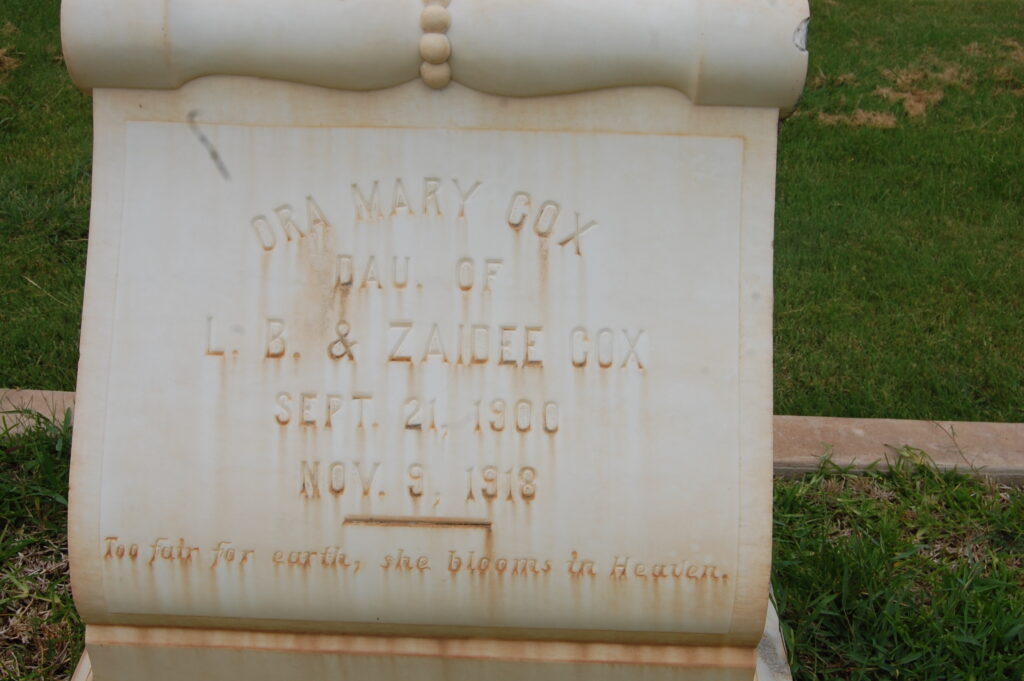 ORA MARY COX
DAU. OF
L. B. & ZAIDEE COX
SEPT. 21, 1900
NOV. 9, 1918
Too fair for earth, she blooms in Heaven.